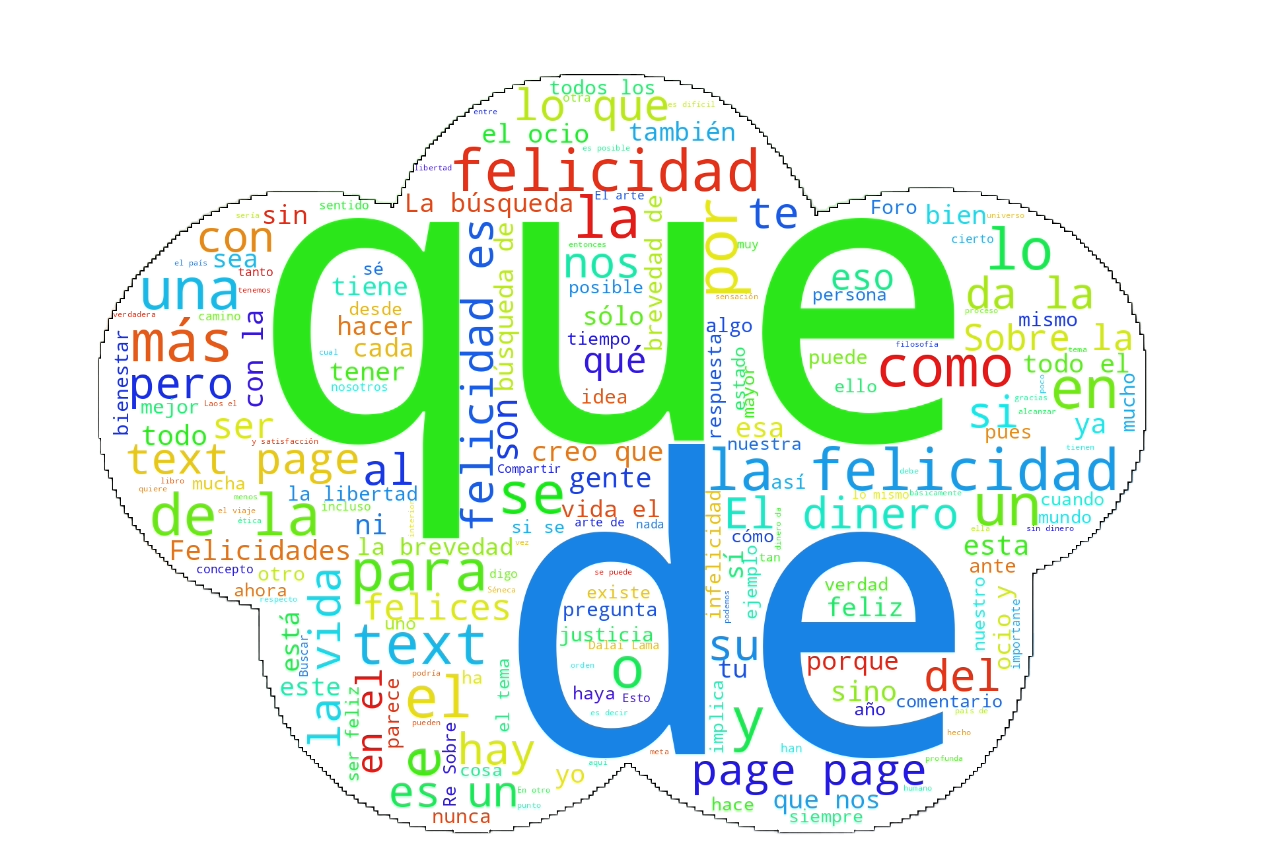 todos los
otra
lo que
es difícil
entre
el ocio
también
es posible
libertad
felicidad
El arte
La búsqueda
la
sentido
sería
sin
con
sea
el país
tanto
tenemos
una
camino
verdadera
más
bienestar
pero
con la
mejor
Laos el
todo
ser
y satisfacción
que
sé
tiene
desde
hacer
cual
cada
tener
nosotros
felicidad es
búsqueda de
son
entonces
nos
posible
sólo
tiempo
qué
idea
brevedad de
por
te
muy
sensación
algo
respuesta
estado
mayor
esa
nuestra
eso
persona
filosofía
puede
ello
como
Foro
bien
universo
cierto
lo
da la
proceso
mismo
Sobre la
tema
todo el
poco
en
gracias
alcanzar
mucho
si
ya
pues
tienen
text page
al
libro
quiere
mucha
menos
la libertad
de la
el viaje
ética
incluso
ni
interior
Felicidades
la brevedad
concepto
otro
ahora
respecto
creo que
Compartir
gente
se
vida el
si se
arte de
nada
vez
la felicidad
así
debe
lo mismo
básicamente
El dinero
un
cuando
mundo
ella
sin dinero
cómo
dinero da
esta
ante
infelicidad
sí
tan
ejemplo
podemos
para
digo
Séneca
felices
uno
la vida
está
Buscar
text
este
ser feliz
en el
parece
podría
el
ha
pueden
el tema
de
se puede
existe
pregunta
justicia
Dalai Lama
o
orden
haya
Esto
es decir
verdad
feliz
nuestro
ocio y
importante
su
tu
porque
sino
año
del
comentario
país de
hecho
implica
y
han
profunda
e
hay
Re Sobre
cosa
yo
aquí
meta
es un
En otro
punto
nunca
page page
humano
hace
que nos
siempre